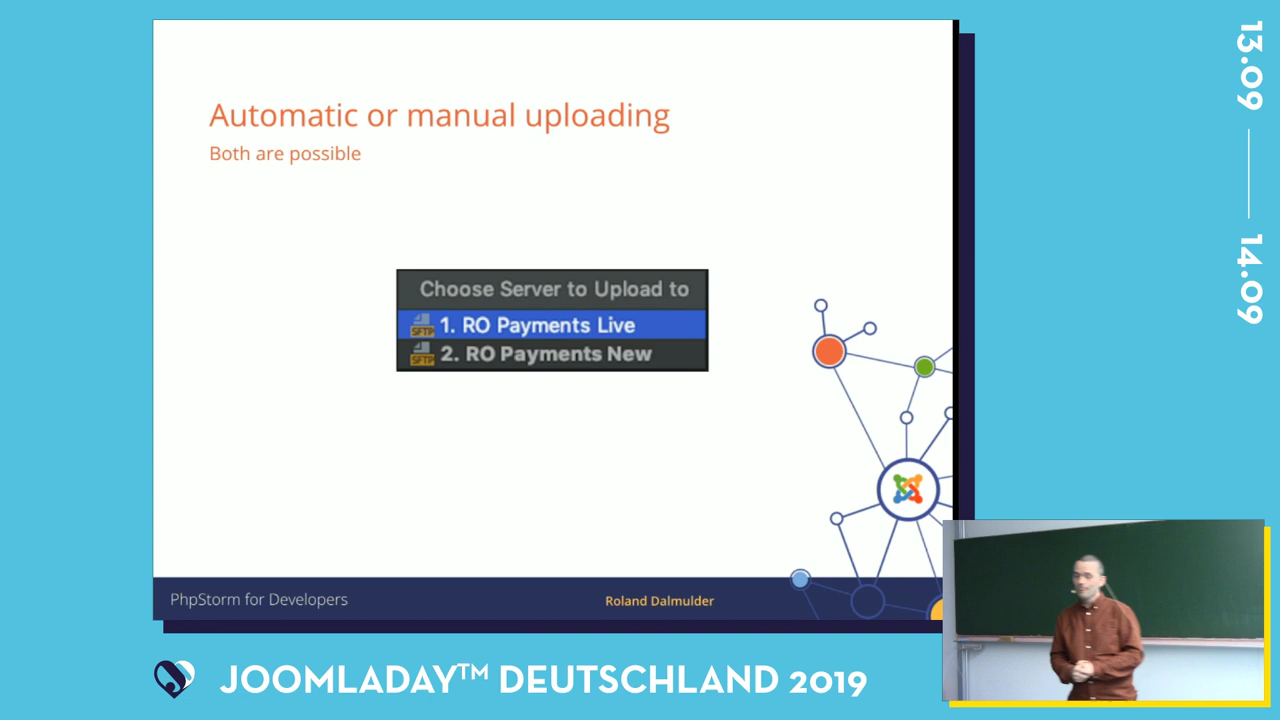 Automatic or manual uploading
Both are possible
Choose Server to Upload to
SFTP 1. RO Payments Live
SFTP 2. RO Payments New
PhpStorm for Developers
Roland Dalmulder
JOOMLADAY™ DEUTSCHLAND 2019
13.09
14.09